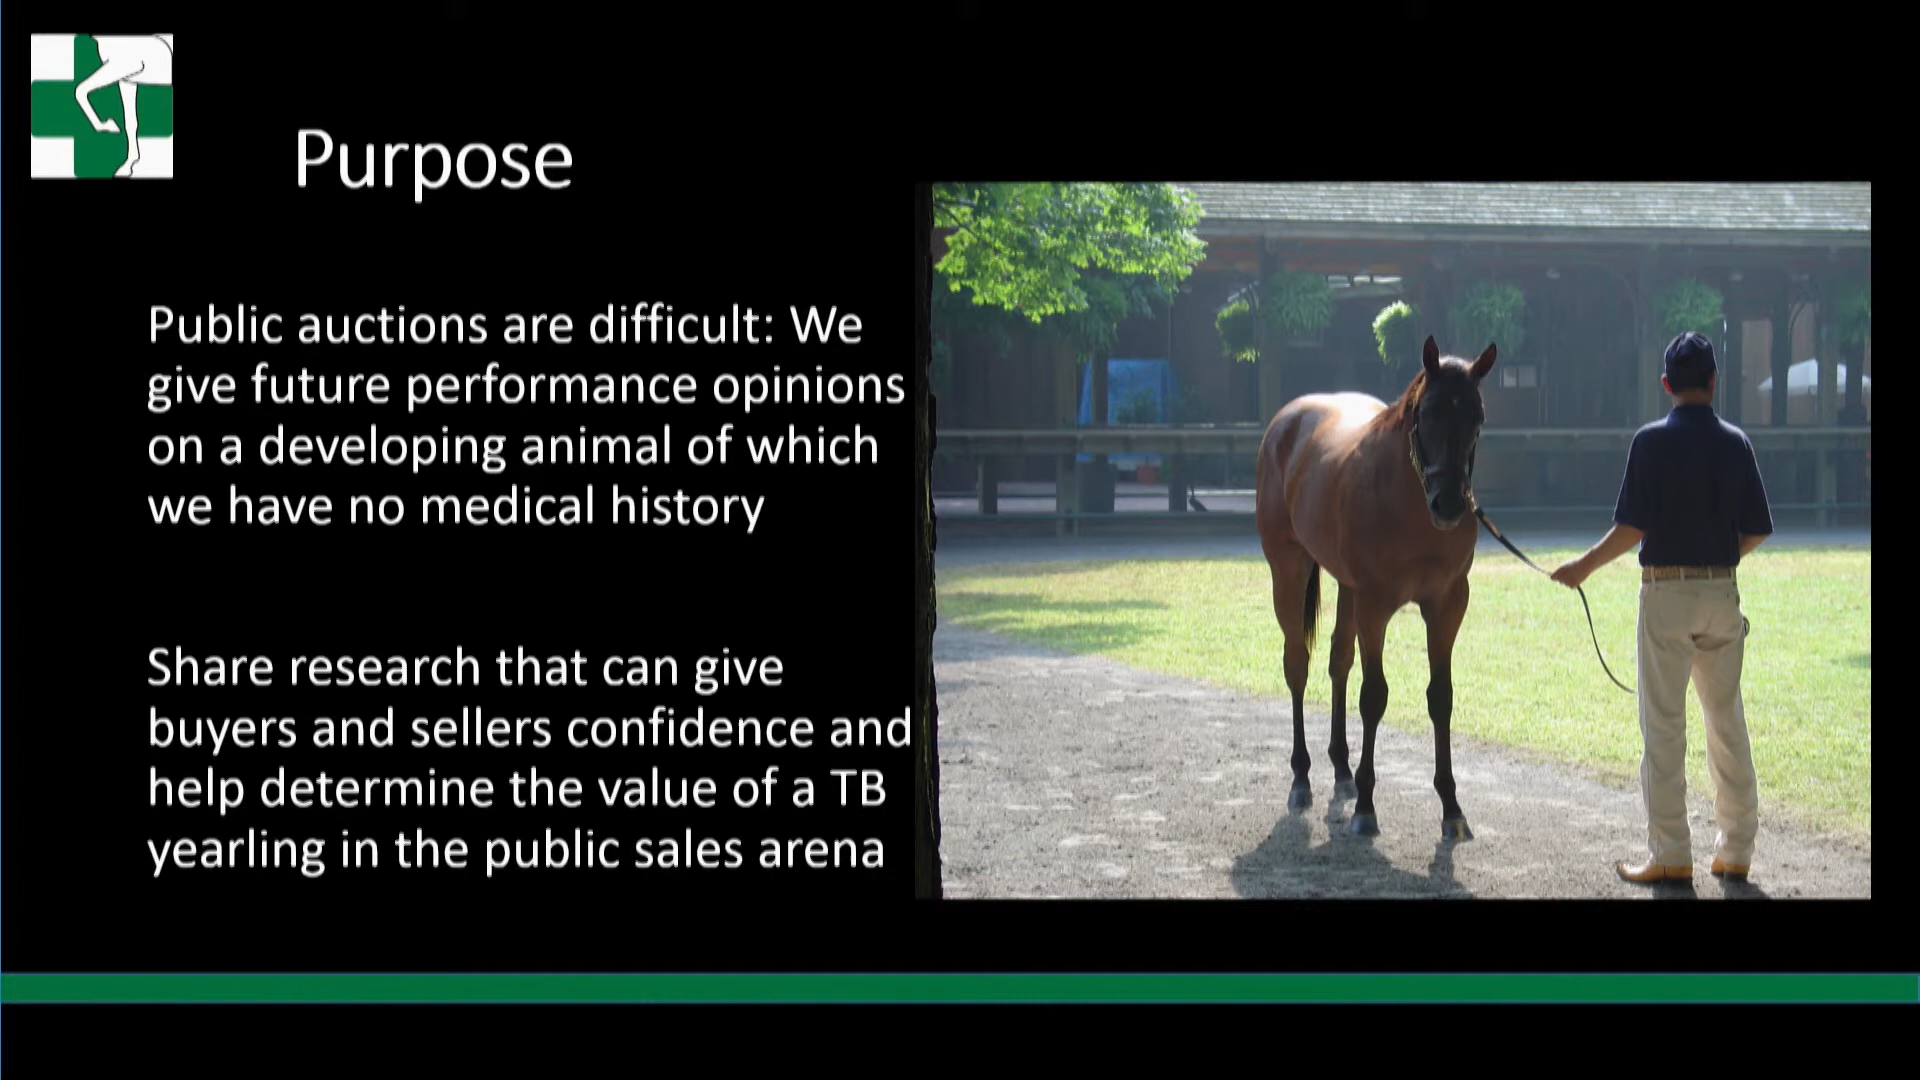 Purpose
Public auctions are difficult: We
give future performance opinions
on a developing animal of which
we have no medical history
Share research that can give
buyers and sellers confidence and
help determine the value of a TB
yearling in the public sales arena